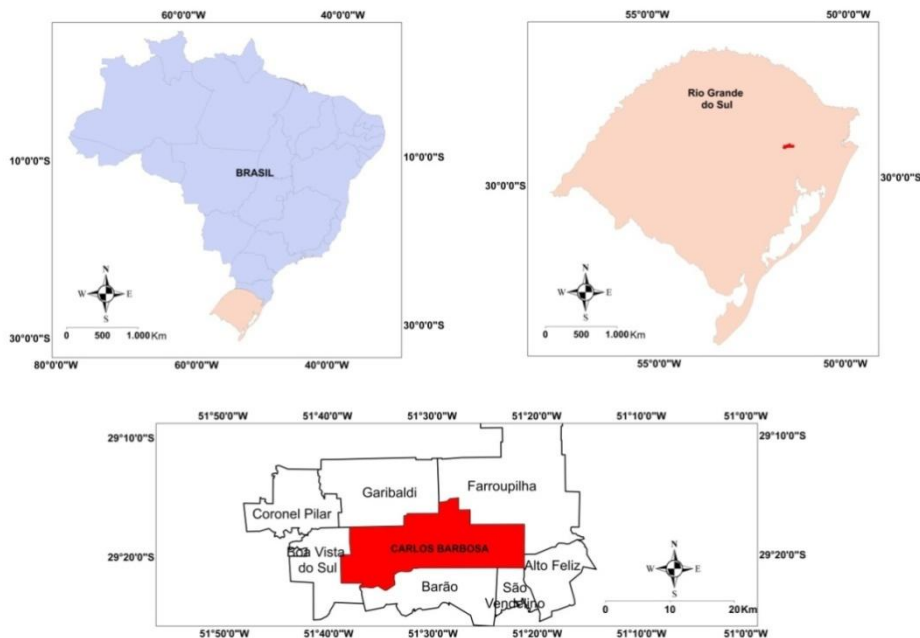 60°0'0"W 40°0'0"W
10°0'0"S
BRASIL
10°0'0"S
N
W E
S
0 500 1.000 Km
30°0'0"S
30°0'0"S
80°0'0"W 60°0'0"W 40°0'0"W
55°0'0"W 50°0'0"W
Rio Grande
do Sul
30°0'0"S
30°0'0"S
N
W E
S
0 500 1.000 Km
55°0'0"W 50°0'0"W
51°50'0"W 51°40'0"W 51°30'0"W 51°20'0"W 51°10'0"W 51°0'0"W
29°10'0"S
29°10'0"S
Garibaldi
Farroupilha
Coronel Pilar
CARLOS BARBOSA
Boa Vista
do Sul
29°20'0"S
29°20'0"S
Alto Feliz
Barão
São
Vendelino
N
W E
S
0 10 20 Km
51°50'0"W 51°40'0"W 51°30'0"W 51°20'0"W 51°10'0"W 51°0'0"W